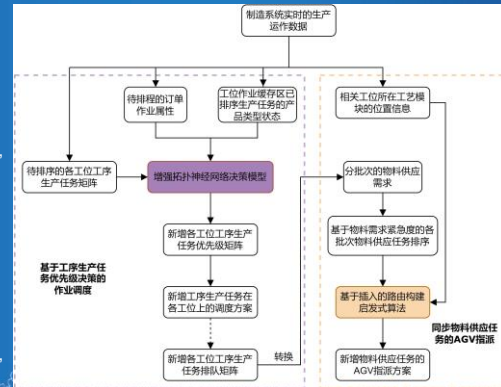 制造系统实时的生产
运作数据
待排程的订单
作业属性
工位作业缓存区已
排序生产任务的产
品类型状态
相关工位所在工艺模
块的位置信息
待排序的各工位工序
生产任务矩阵
增强拓扑神经网络决策模型
分批次的物料供应
需求
新增各工位工序生产
任务优先级矩阵
基于物料需求紧急度的各
批次物料供应任务排序
基于工序生产任
务优先级决策的
作业调度
新增工序生产任务在
各工位上的调度方案
基于插入的路由构建
启发式算法
同步物料供应任
务的AGV指派
新增各工位工序生产
任务排队矩阵
转换
新增物料供应任务的
AGV指派方案